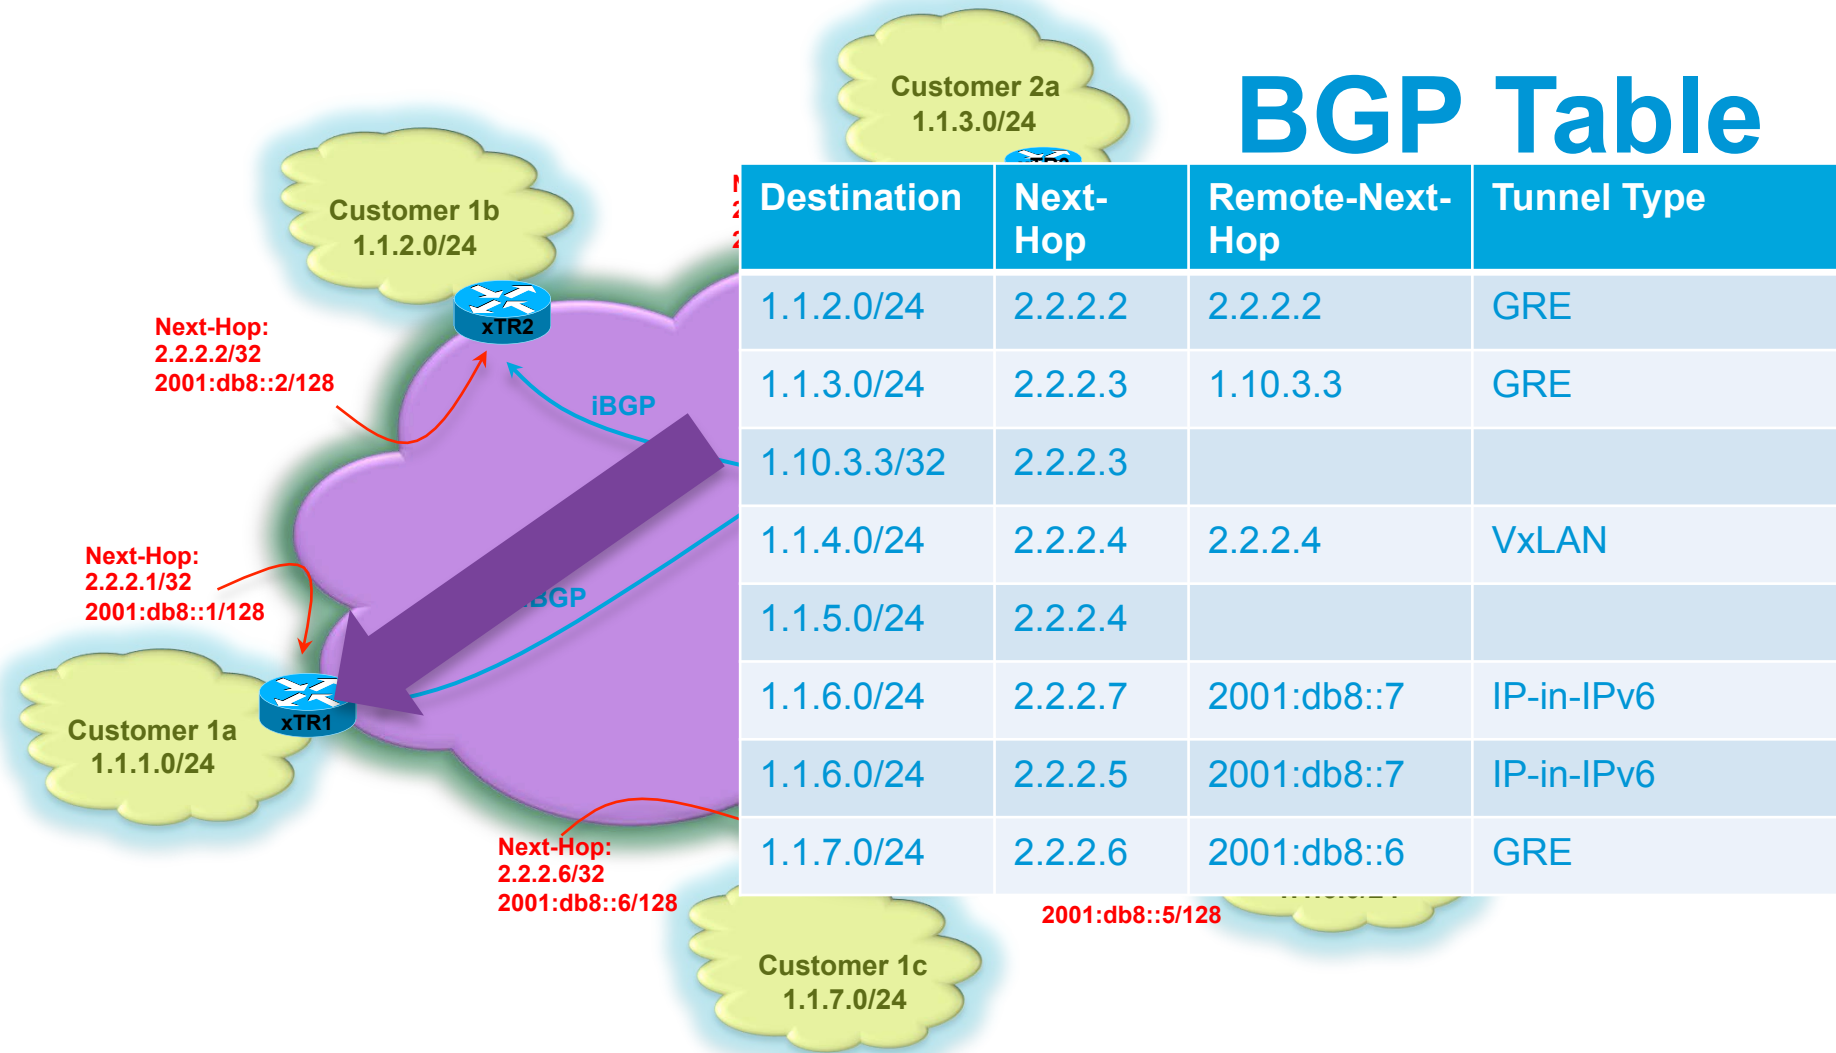 BGP Table
Customer 2a
1.1.3.0/24
Customer 1b
1.1.2.0/24
xTR2
Next-Hop:
2.2.2.2/32
2001:db8::2/128
iBGP
Next-Hop:
2.2.2.1/32
2001:db8::1/128
xTR1
Customer 1a
1.1.1.0/24
Next-Hop:
2.2.2.6/32
2001:db8::6/128
Customer 1c
1.1.7.0/24
2001:db8::5/128
Destination Next-Hop Remote-Next-Hop Tunnel Type
1.1.2.0/24 2.2.2.2 2.2.2.2 GRE
1.1.3.0/24 2.2.2.3 1.10.3.3 GRE
1.10.3.3/32 2.2.2.3
1.1.4.0/24 2.2.2.4 2.2.2.4 VxLAN
1.1.5.0/24 2.2.2.4
1.1.6.0/24 2.2.2.7 2001:db8::7 IP-in-IPv6
1.1.6.0/24 2.2.2.5 2001:db8::7 IP-in-IPv6
1.1.7.0/24 2.2.2.6 2001:db8::6 GRE